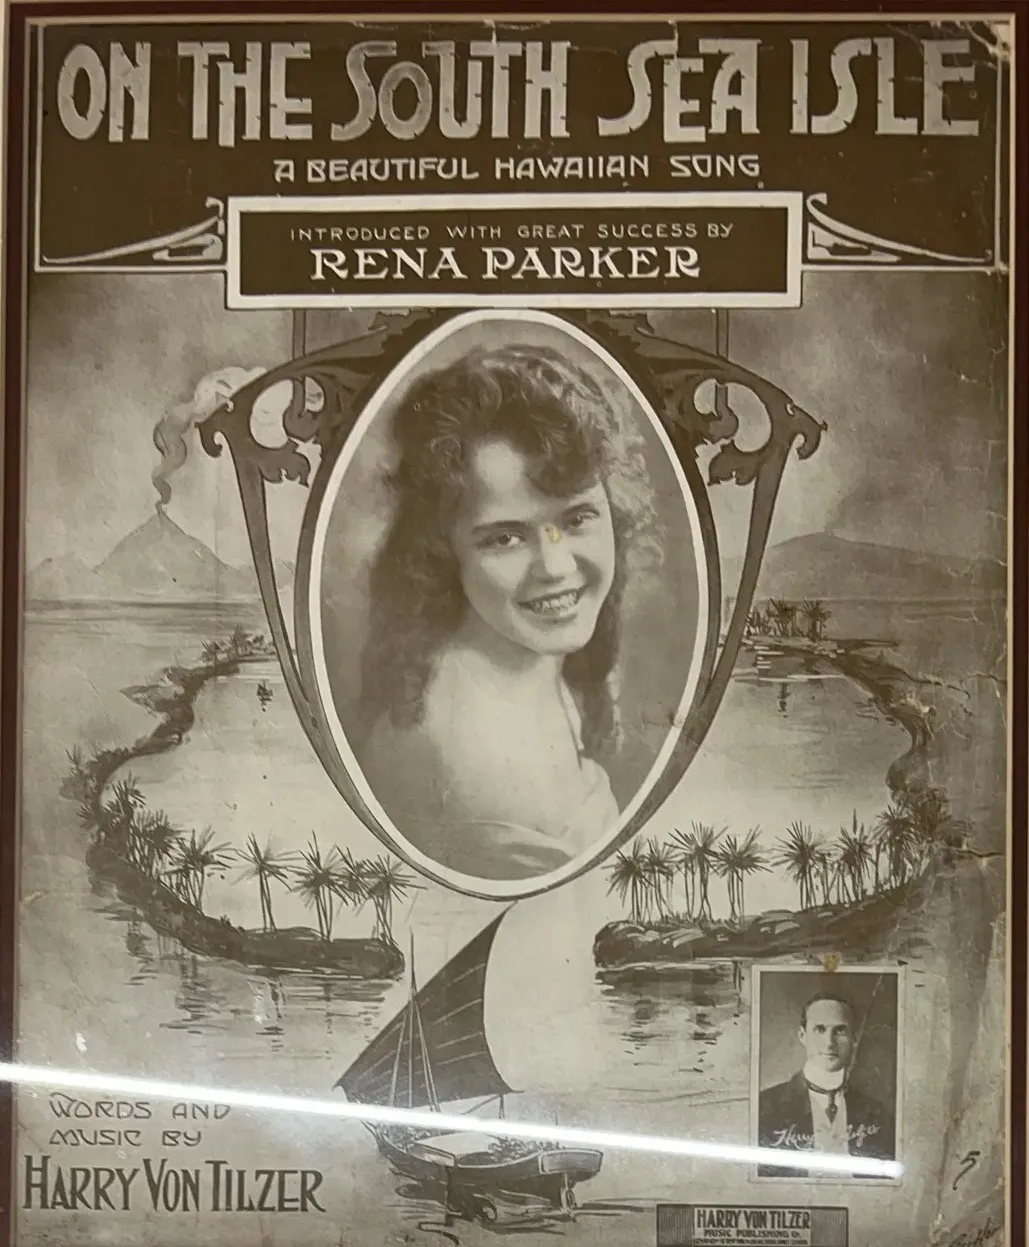 ON THE SOUTH SEA ISLE
A BEAUTIFUL HAWAIIAN SONG
INTRODUCED WITH GREAT SUCCESS BY
RENA PARKER
WORDS AND
MUSIC BY
HARRY VON TILZER
5
HARRY VON TILZER
MUSIC PUBLISHING CO.